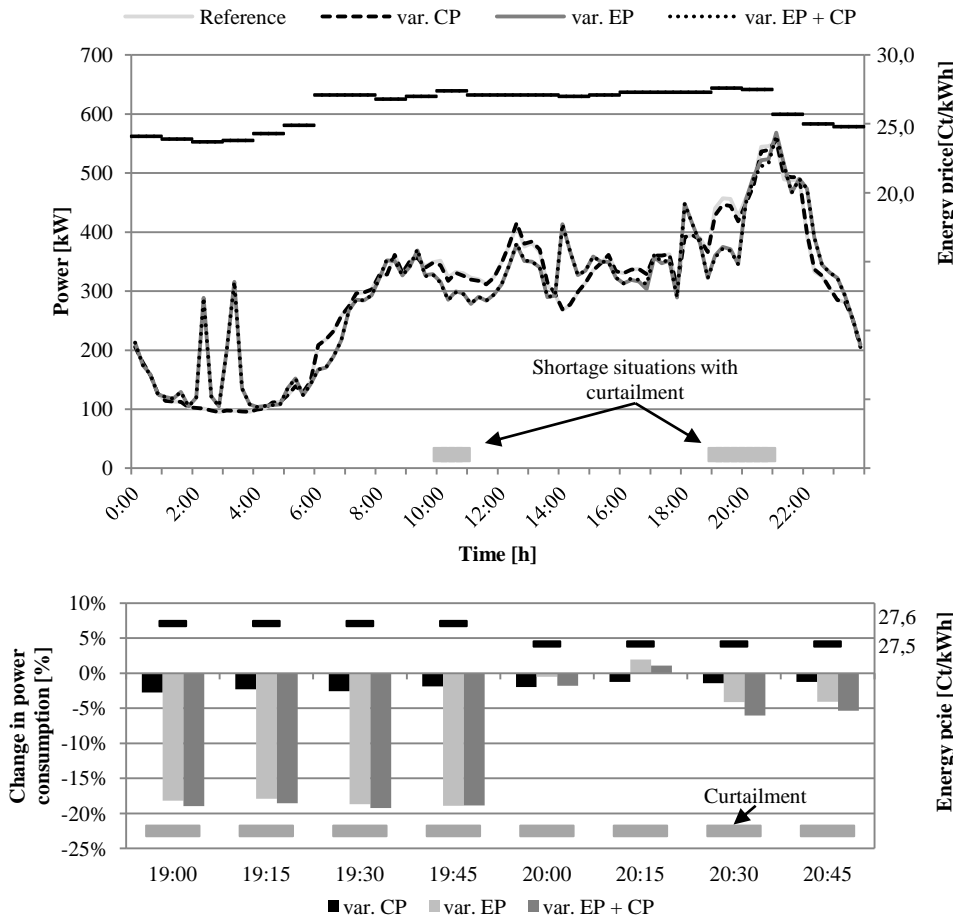 Reference var. CP var. EP var. EP + CP
700
600
500
400
300
200
100
0
Power [kW]
30,0
25,0
20,0
Energy price[Ct/kWh]
Shortage situations with
curtailment
0:00 2:00 4:00 6:00 8:00 10:00 12:00 14:00 16:00 18:00 20:00 22:00
Time [h]
10%
5%
0%
-5%
-10%
-15%
-20%
-25%
Change in power
consumption [%]
27,6
27,5
Energy pcie [Ct/kWh]
Curtailment
19:00 19:15 19:30 19:45 20:00 20:15 20:30 20:45
var. CP var. EP var. EP + CP